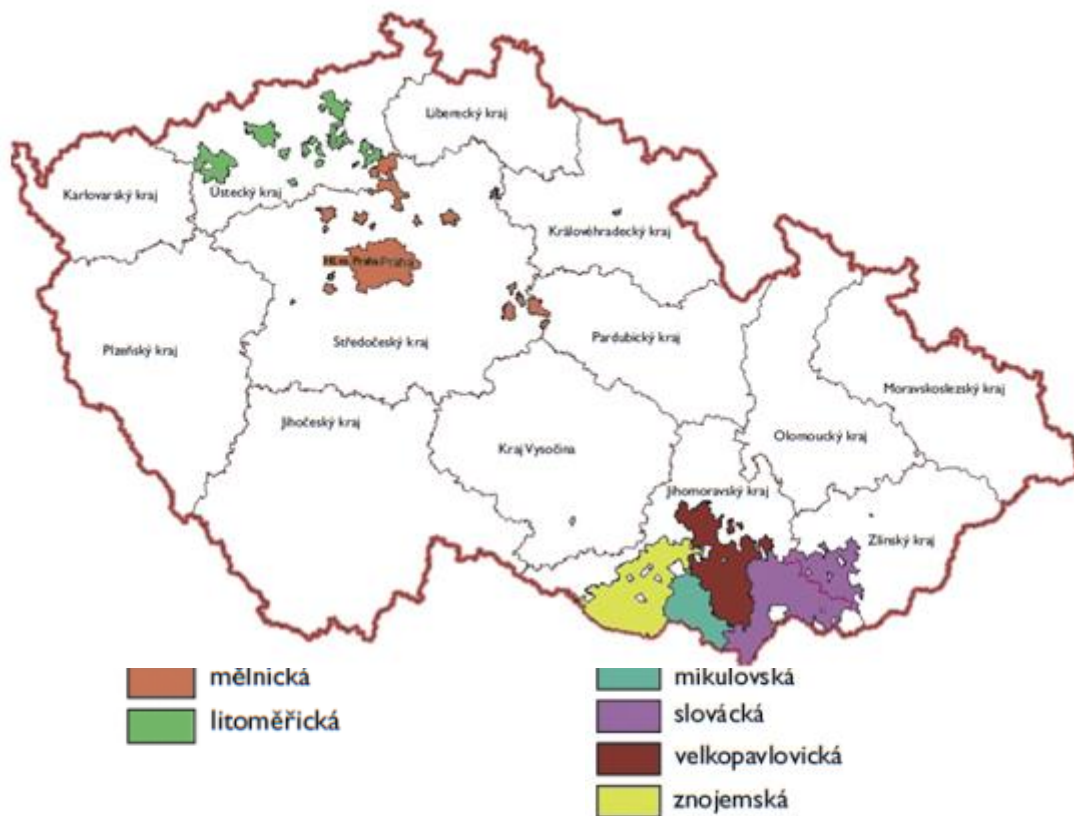 Liberecký kraj
Karlovarský kraj
Ústecký kraj
Královéhradecký kraj
Praha
Plzeňský kraj
Středočeský kraj
Pardubický kraj
Moravskoslezský kraj
Jihočeský kraj
Kraj Vysočina
Olomoucký kraj
Jihomoravský kraj
Zlínský kraj
mělnická
litoměřická
mikulovská
slovácká
velkopavlovická
znojemská